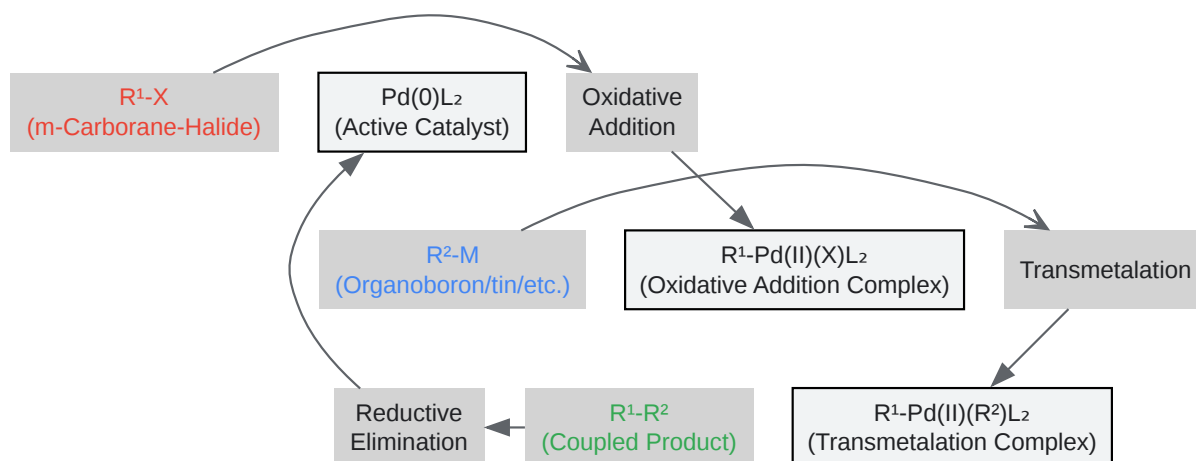 R¹-X
(m-Carborane-Halide)
Pd(0)L₂
(Active Catalyst)
Oxidative
Addition
R²-M
(Organoboron/tin/etc.)
R¹-Pd(II)(X)L₂
(Oxidative Addition Complex)
Transmetalation
Reductive
Elimination
R¹-R²
(Coupled Product)
R¹-Pd(II)(R²)L₂
(Transmetalation Complex)